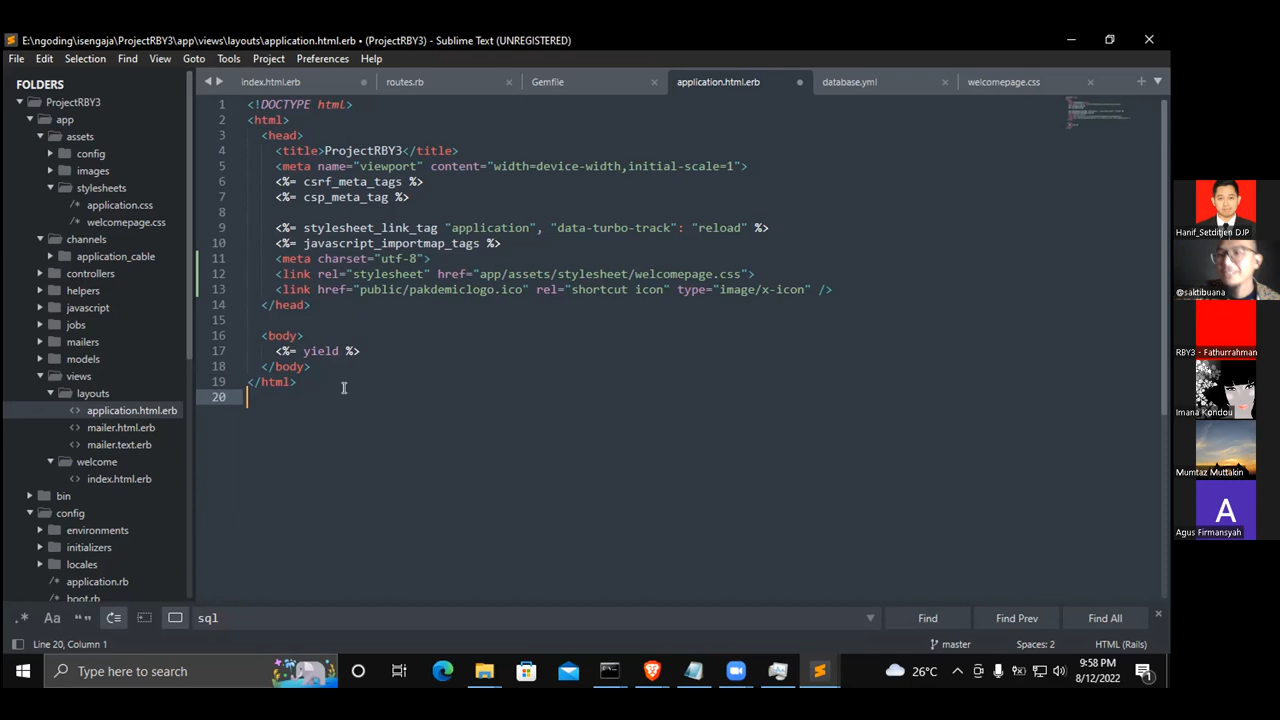 E:\ngoding\isengaja\ProjectRBY3\app\views\layouts\application.html.erb • (ProjectRBY3) - Sublime Text (UNREGISTERED)
File Edit Selection Find View Goto Tools Project Preferences Help
FOLDERS
ProjectRBY3
app
assets
config
images
stylesheets
application.css
welcomepage.css
channels
application_cable
controllers
helpers
javascript
jobs
mailers
models
views
layouts
application.html.erb
mailer.html.erb
mailer.text.erb
welcome
index.html.erb
bin
config
environments
initializers
locales
application.rb
boot.rb
index.html.erb routes.rb Gemfile application.html.erb database.yml welcomepage.css
1 <!DOCTYPE html>
2 <html>
3 <head>
4 <title>ProjectRBY3</title>
5 <meta name="viewport" content="width=device-width,initial-scale=1">
6 <%= csrf_meta_tags %>
7 <%= csp_meta_tag %>
8
9 <%= stylesheet_link_tag "application", "data-turbo-track": "reload" %>
10 <%= javascript_importmap_tags %>
11 <meta charset="utf-8">
12 <link rel="stylesheet" href="app/assets/stylesheet/welcomepage.css">
13 <link href="public/pakdemiclogo.ico" rel="shortcut icon" type="image/x-icon" />
14 </head>
15
16 <body>
17 <%= yield %>
18 </body>
19 </html>
20
.* Aa “” sql Find Find Prev Find All
Line 20, Column 1 master Spaces: 2 HTML (Rails)
Type here to search 26°C 9:58 PM
8/12/2022 1
Hanif_Setditjen DJP
@saktibuana
RBY3 - Fathurrahman
Imana Kondou
Mumtaz Muttakin
A
Agus Firmansyah